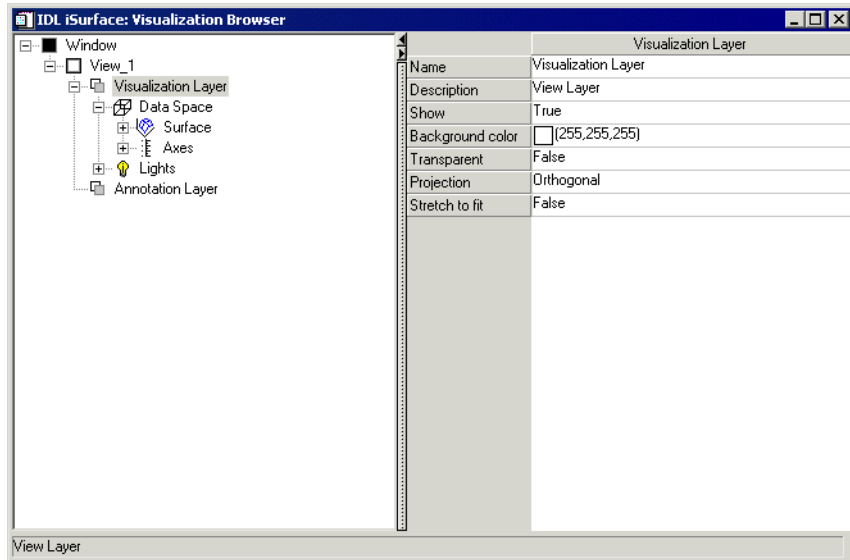 IDL iSurface: Visualization Browser
Window
View_1
Visualization Layer
Data Space
Surface
Axes
Lights
Annotation Layer
Visualization Layer
Name Visualization Layer
Description View Layer
Show True
Background color (255,255,255)
Transparent False
Projection Orthogonal
Stretch to fit False
View Layer